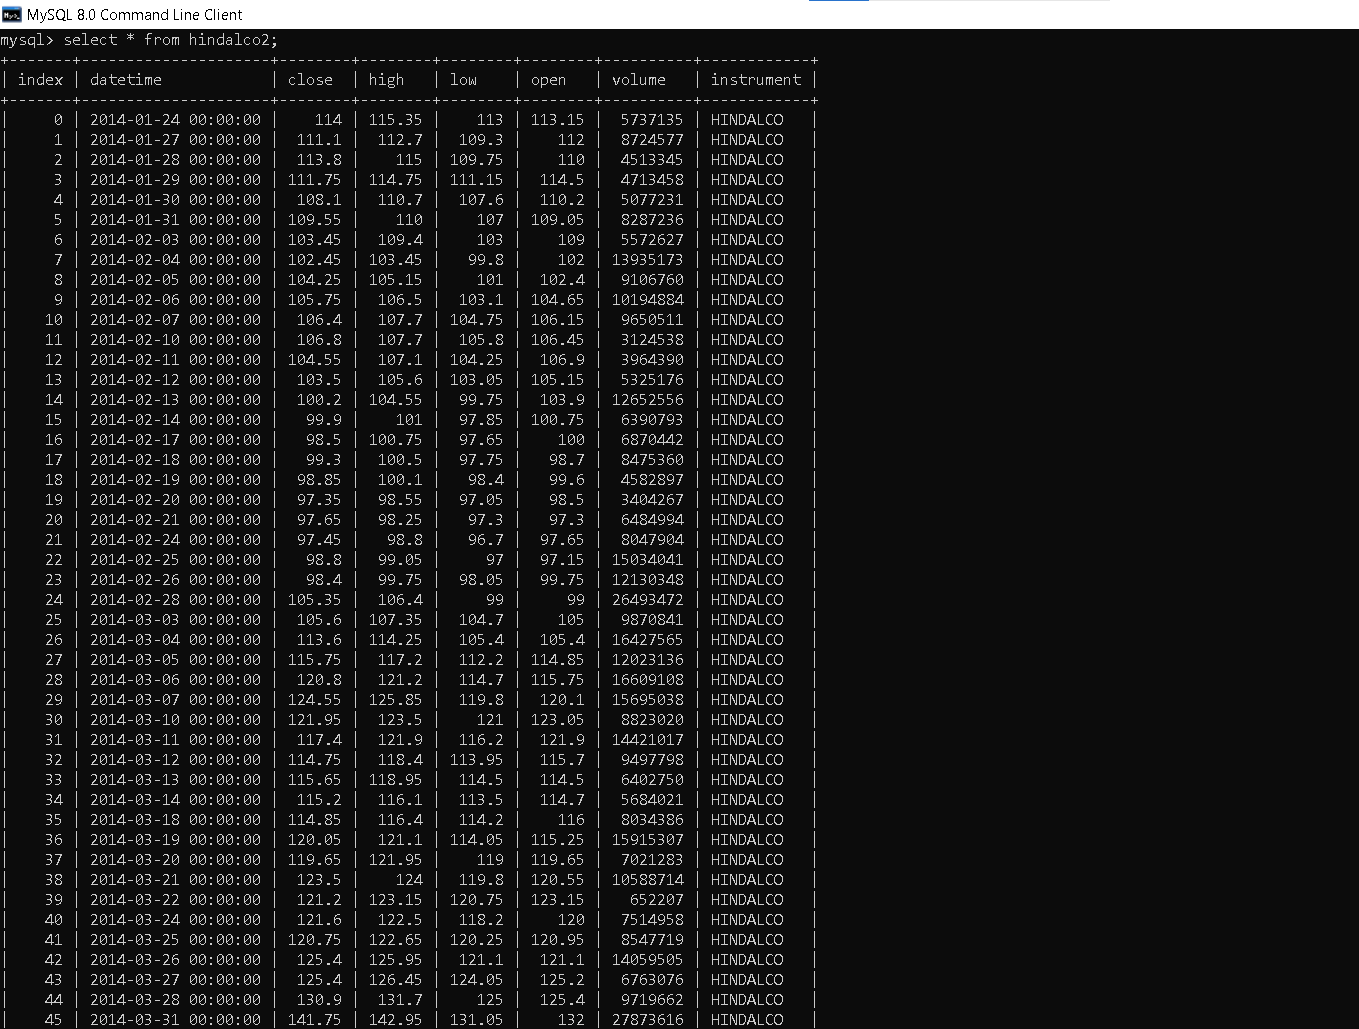 MySQL 8.0 Command Line Client
mysql> select * from hindalco2;
+-------+---------------------+--------+--------+--------+--------+----------+------------+
| index | datetime | close | high | low | open | volume | instrument |
+-------+---------------------+--------+--------+--------+--------+----------+------------+
| 0 | 2014-01-24 00:00:00 | 114 | 115.35 | 113 | 113.15 | 5737135 | HINDALCO |
| 1 | 2014-01-27 00:00:00 | 111.1 | 112.7 | 109.3 | 112 | 8724577 | HINDALCO |
| 2 | 2014-01-28 00:00:00 | 113.8 | 115 | 109.75 | 110 | 4513345 | HINDALCO |
| 3 | 2014-01-29 00:00:00 | 111.75 | 114.75 | 111.15 | 114.5 | 4713458 | HINDALCO |
| 4 | 2014-01-30 00:00:00 | 108.1 | 110.7 | 107.6 | 110.2 | 5077231 | HINDALCO |
| 5 | 2014-01-31 00:00:00 | 109.55 | 110 | 107 | 109.05 | 8287236 | HINDALCO |
| 6 | 2014-02-03 00:00:00 | 103.45 | 109.4 | 103 | 109 | 5572627 | HINDALCO |
| 7 | 2014-02-04 00:00:00 | 102.45 | 103.45 | 99.8 | 102 | 13935173 | HINDALCO |
| 8 | 2014-02-05 00:00:00 | 104.25 | 105.15 | 101 | 102.4 | 9106760 | HINDALCO |
| 9 | 2014-02-06 00:00:00 | 105.75 | 106.5 | 103.1 | 104.65 | 10194884 | HINDALCO |
| 10 | 2014-02-07 00:00:00 | 106.4 | 107.7 | 104.75 | 106.15 | 9650511 | HINDALCO |
| 11 | 2014-02-10 00:00:00 | 106.8 | 107.7 | 105.8 | 106.45 | 3124538 | HINDALCO |
| 12 | 2014-02-11 00:00:00 | 104.55 | 107.1 | 104.25 | 106.9 | 3964390 | HINDALCO |
| 13 | 2014-02-12 00:00:00 | 103.5 | 105.6 | 103.05 | 105.15 | 5325176 | HINDALCO |
| 14 | 2014-02-13 00:00:00 | 100.2 | 104.55 | 99.75 | 103.9 | 12652556 | HINDALCO |
| 15 | 2014-02-14 00:00:00 | 99.9 | 101 | 97.85 | 100.75 | 6390793 | HINDALCO |
| 16 | 2014-02-17 00:00:00 | 98.5 | 100.75 | 97.65 | 100 | 6870442 | HINDALCO |
| 17 | 2014-02-18 00:00:00 | 99.3 | 100.5 | 97.75 | 98.7 | 8475360 | HINDALCO |
| 18 | 2014-02-19 00:00:00 | 98.85 | 100.1 | 98.4 | 99.6 | 4582897 | HINDALCO |
| 19 | 2014-02-20 00:00:00 | 97.35 | 98.55 | 97.05 | 98.5 | 3404267 | HINDALCO |
| 20 | 2014-02-21 00:00:00 | 97.65 | 98.25 | 97.3 | 97.3 | 6484994 | HINDALCO |
| 21 | 2014-02-24 00:00:00 | 97.45 | 98.8 | 96.7 | 97.65 | 8047904 | HINDALCO |
| 22 | 2014-02-25 00:00:00 | 98.8 | 99.05 | 97 | 97.15 | 15034041 | HINDALCO |
| 23 | 2014-02-26 00:00:00 | 98.4 | 99.75 | 98.05 | 99.75 | 12130348 | HINDALCO |
| 24 | 2014-02-28 00:00:00 | 105.35 | 106.4 | 99 | 99 | 26493472 | HINDALCO |
| 25 | 2014-03-03 00:00:00 | 105.6 | 107.35 | 104.7 | 105 | 9870841 | HINDALCO |
| 26 | 2014-03-04 00:00:00 | 113.6 | 114.25 | 105.4 | 105.4 | 16427565 | HINDALCO |
| 27 | 2014-03-05 00:00:00 | 115.75 | 117.2 | 112.2 | 114.85 | 12023136 | HINDALCO |
| 28 | 2014-03-06 00:00:00 | 120.8 | 121.2 | 114.7 | 115.75 | 16609108 | HINDALCO |
| 29 | 2014-03-07 00:00:00 | 124.55 | 125.85 | 119.8 | 120.1 | 15695038 | HINDALCO |
| 30 | 2014-03-10 00:00:00 | 121.95 | 123.5 | 121 | 123.05 | 8823020 | HINDALCO |
| 31 | 2014-03-11 00:00:00 | 117.4 | 121.9 | 116.2 | 121.9 | 14421017 | HINDALCO |
| 32 | 2014-03-12 00:00:00 | 114.75 | 118.4 | 113.95 | 115.7 | 9497798 | HINDALCO |
| 33 | 2014-03-13 00:00:00 | 115.65 | 118.95 | 114.5 | 114.5 | 6402750 | HINDALCO |
| 34 | 2014-03-14 00:00:00 | 115.2 | 116.1 | 113.5 | 114.7 | 5684021 | HINDALCO |
| 35 | 2014-03-18 00:00:00 | 114.85 | 116.4 | 114.2 | 116 | 8034386 | HINDALCO |
| 36 | 2014-03-19 00:00:00 | 120.05 | 121.1 | 114.05 | 115.25 | 15915307 | HINDALCO |
| 37 | 2014-03-20 00:00:00 | 119.65 | 121.95 | 119 | 119.65 | 7021283 | HINDALCO |
| 38 | 2014-03-21 00:00:00 | 123.5 | 124 | 119.8 | 120.55 | 10588714 | HINDALCO |
| 39 | 2014-03-22 00:00:00 | 121.2 | 123.15 | 120.75 | 123.15 | 652207 | HINDALCO |
| 40 | 2014-03-24 00:00:00 | 121.6 | 122.5 | 118.2 | 120 | 7514958 | HINDALCO |
| 41 | 2014-03-25 00:00:00 | 120.75 | 122.65 | 120.25 | 120.95 | 8547719 | HINDALCO |
| 42 | 2014-03-26 00:00:00 | 125.4 | 125.95 | 121.1 | 121.1 | 14059505 | HINDALCO |
| 43 | 2014-03-27 00:00:00 | 125.4 | 126.45 | 124.05 | 125.2 | 6763076 | HINDALCO |
| 44 | 2014-03-28 00:00:00 | 130.9 | 131.7 | 125 | 125.4 | 9719662 | HINDALCO |
| 45 | 2014-03-31 00:00:00 | 141.75 | 142.95 | 131.05 | 132 | 27873616 | HINDALCO |